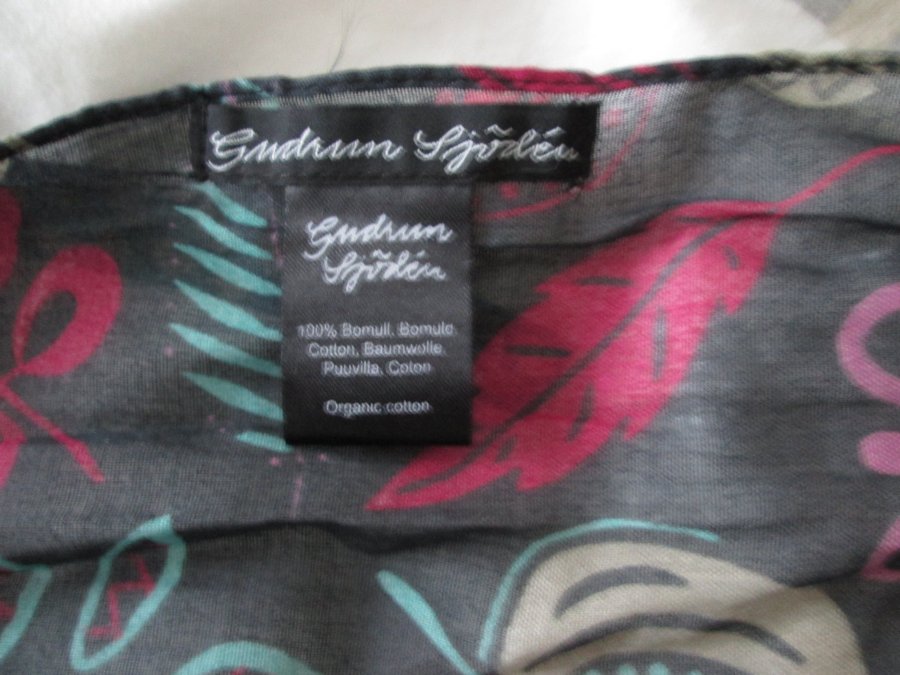 Gudrun Sjödén
Gudrun
Sjödén
100% Bomull, Bomuld
Cotton, Baumwolle,
Puuvilla, Coton
Organic cotton